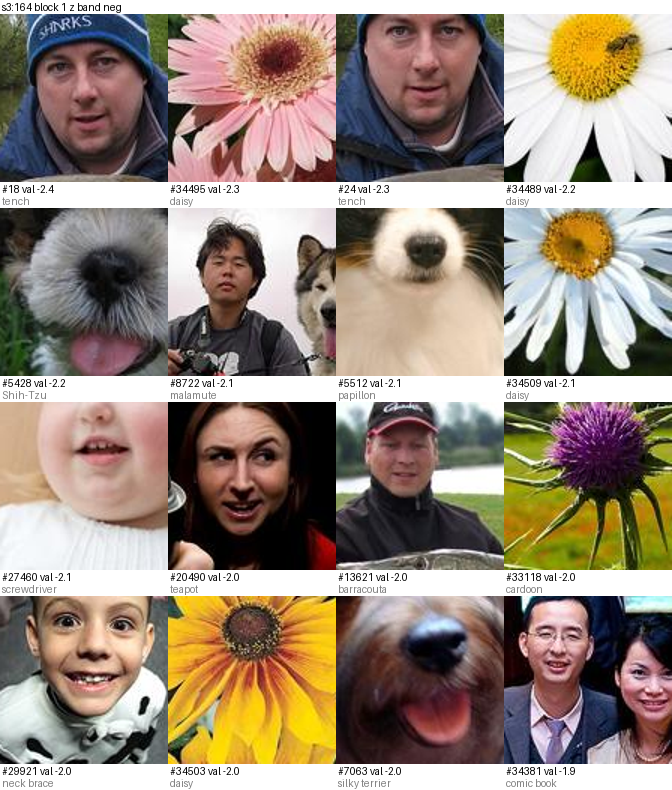 s3:164 block 1 z band neg
SHARKS
#18 val -2.4
tench
#34495 val -2.3
daisy
#24 val -2.3
tench
#34489 val -2.2
daisy
#5428 val -2.2
Shih-Tzu
#8722 val -2.1
malamute
#5512 val -2.1
papillon
#34509 val -2.1
daisy
#27460 val -2.1
screwdriver
#20490 val -2.0
teapot
#13621 val -2.0
barracouta
#33118 val -2.0
cardoon
#29921 val -2.0
neck brace
#34503 val -2.0
daisy
#7063 val -2.0
silky terrier
#34381 val -1.9
comic book